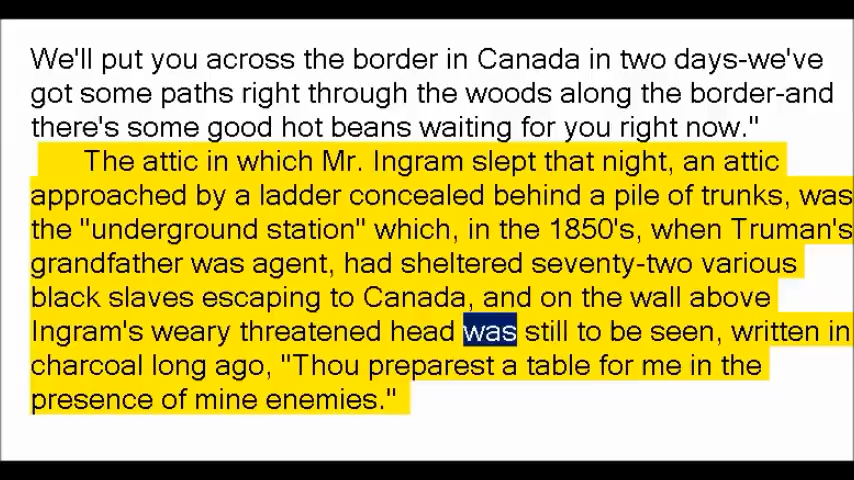 We'll put you across the border in Canada in two days-we've
got some paths right through the woods along the border-and
there's some good hot beans waiting for you right now."
The attic in which Mr. Ingram slept that night, an attic
approached by a ladder concealed behind a pile of trunks, was
the "underground station" which, in the 1850's, when Truman's
grandfather was agent, had sheltered seventy-two various
black slaves escaping to Canada, and on the wall above
Ingram's weary threatened head was still to be seen, written in
charcoal long ago, "Thou preparest a table for me in the
presence of mine enemies."